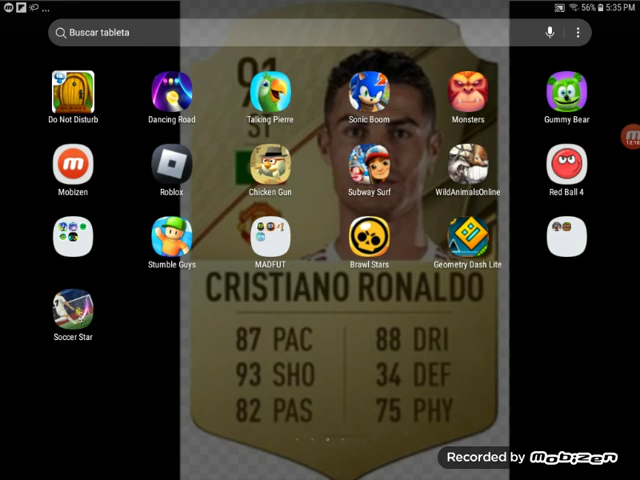 56% 5:35 PM
Buscar tableta
91
ST
Do Not Disturb
Dancing Road
Talking Pierre
Sonic Boom
Monsters
Gummy Bear
12:18
Mobizen
Roblox
Chicken Gun
Subway Surf
WildAnimalsOnline
Red Ball 4
Stumble Guys
MADFUT
Brawl Stars
Geometry Dash Lite
CRISTIANO RONALDO
Soccer Star
87 PAC 88 DRI
93 SHO 34 DEF
82 PAS 75 PHY
Recorded by Mobizen